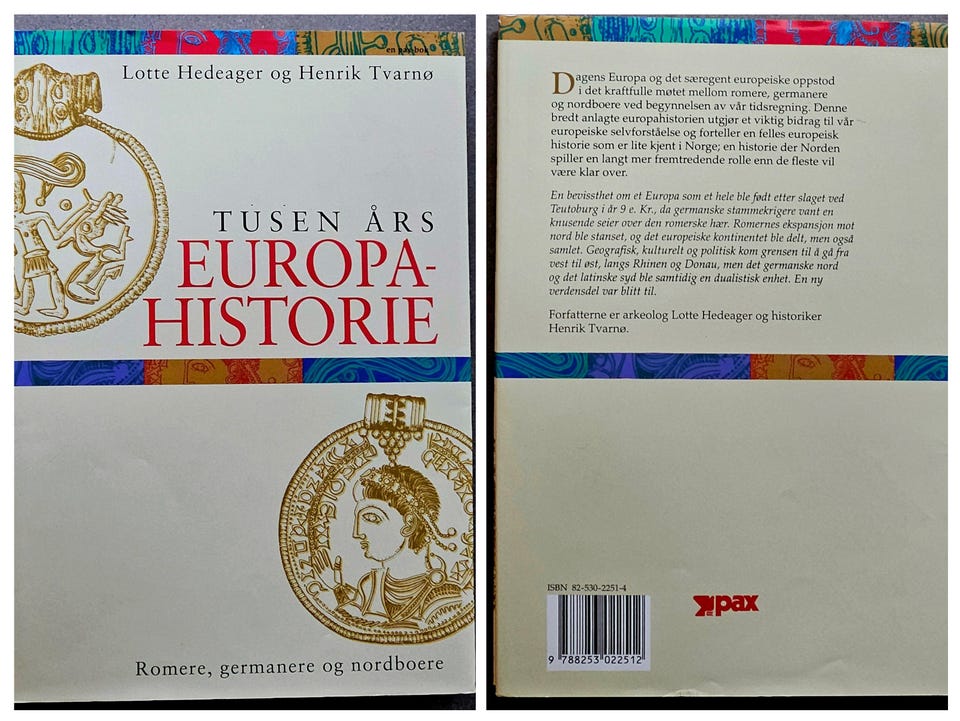 en pax-bok
Lotte Hedeager og Henrik Tvarnø
TUSEN ÅRS
EUROPA-
HISTORIE
Romere, germanere og nordboere
Dagens Europa og det særegent europeiske oppstod
i det kraftfulle møtet mellom romere, germanere
og nordboere ved begynnelsen av vår tidsregning. Denne
bredt anlagte europahistorien utgjør et viktig bidrag til vår
europeiske selvforståelse og forteller en felles europeisk
historie som er lite kjent i Norge; en historie der Norden
spiller en langt mer fremtredende rolle enn de fleste vil
være klar over.
En bevissthet om et Europa som et hele ble født etter slaget ved
Teutoburg i år 9 e. Kr., da germanske stammekrigere vant en
knusende seier over den romerske hær. Romernes ekspansjon mot
nord ble stanset, og det europeiske kontinentet ble delt, men også
samlet. Geografisk, kulturelt og politisk kom grensen til å gå fra
vest til øst, langs Rhinen og Donau, men det germanske nord
og det latinske syd ble samtidig en dualistisk enhet. En ny
verdensdel var blitt til.
Forfatterne er arkeolog Lotte Hedeager og historiker
Henrik Tvarnø.
ISBN 82-530-2251-4
9 788253 022512
pax